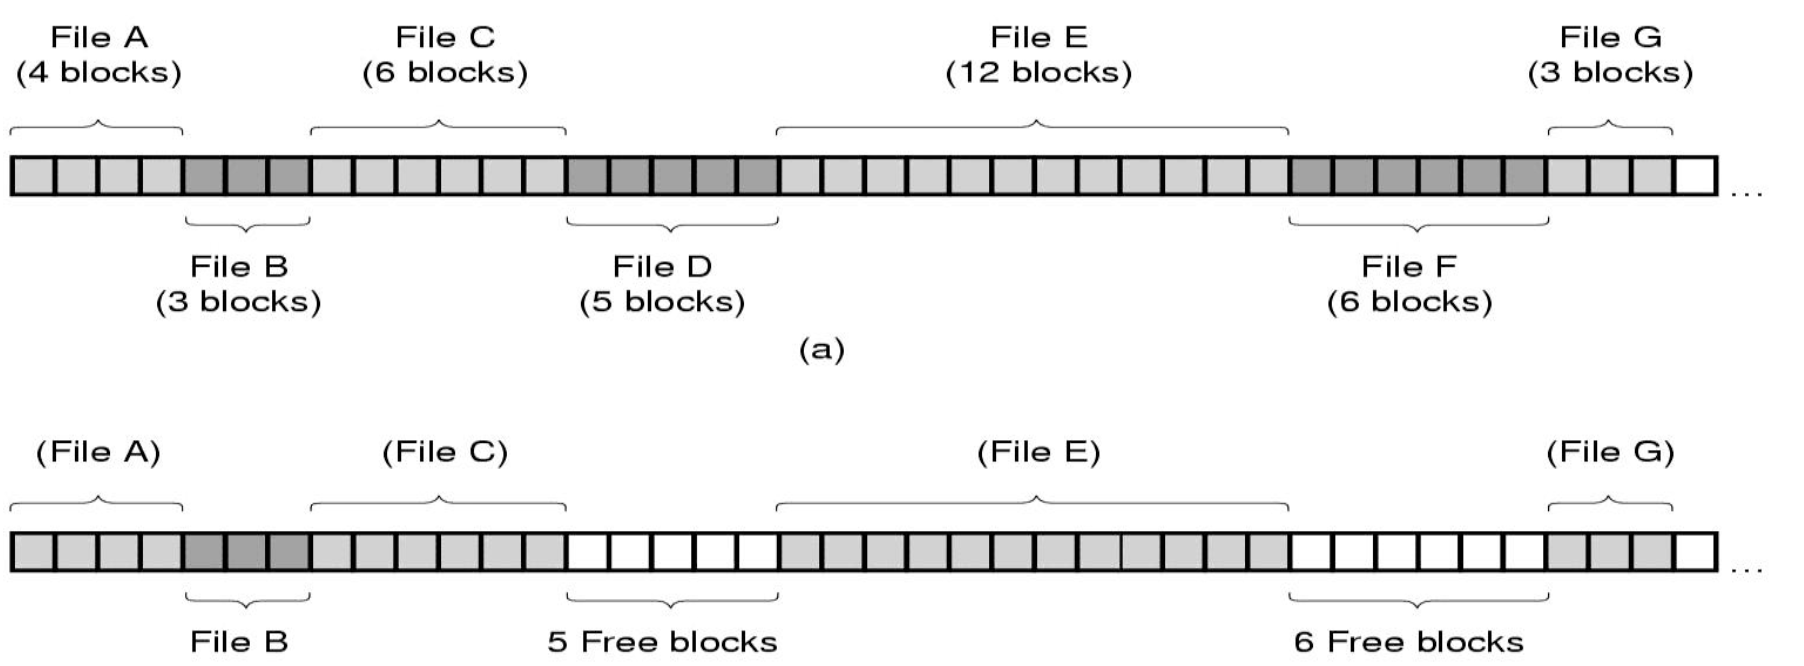 File A
(4 blocks)
File C
(6 blocks)
File E
(12 blocks)
File G
(3 blocks)
...
File B
(3 blocks)
File D
(5 blocks)
File F
(6 blocks)
(a)
(File A)
(File C)
(File E)
(File G)
...
File B
5 Free blocks
6 Free blocks